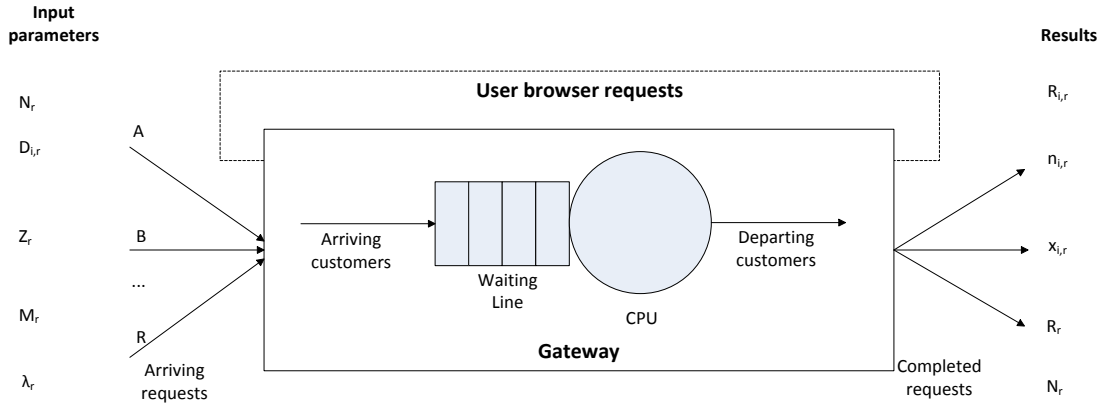 Input
parameters
Results
User browser requests
N_r
R_i,r
A
D_i,r
n_i,r
Z_r
B
x_i,r
Arriving
customers
Departing
customers
...
Waiting
Line
M_r
CPU
R_r
R
Gateway
Arriving
requests
Completed
requests
λ_r
N_r